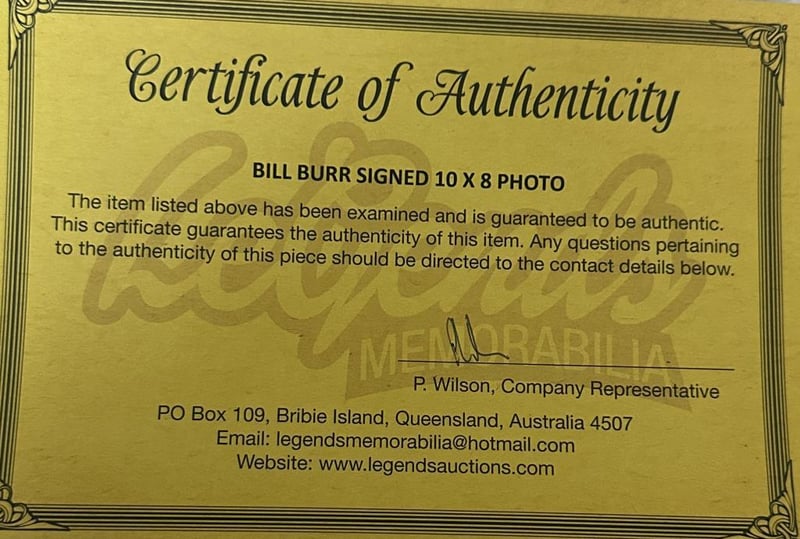 Certificate of Authenticity
BILL BURR SIGNED 10 X 8 PHOTO
The item listed above has been examined and is guaranteed to be authentic.
This certificate guarantees the authenticity of this item. Any questions pertaining
to the authenticity of this piece should be directed to the contact details below.
Legends
MEMORABILIA
P. Wilson, Company Representative
PO Box 109, Bribie Island, Queensland, Australia 4507
Email: legendsmemorabilia@hotmail.com
Website: www.legendsauctions.com